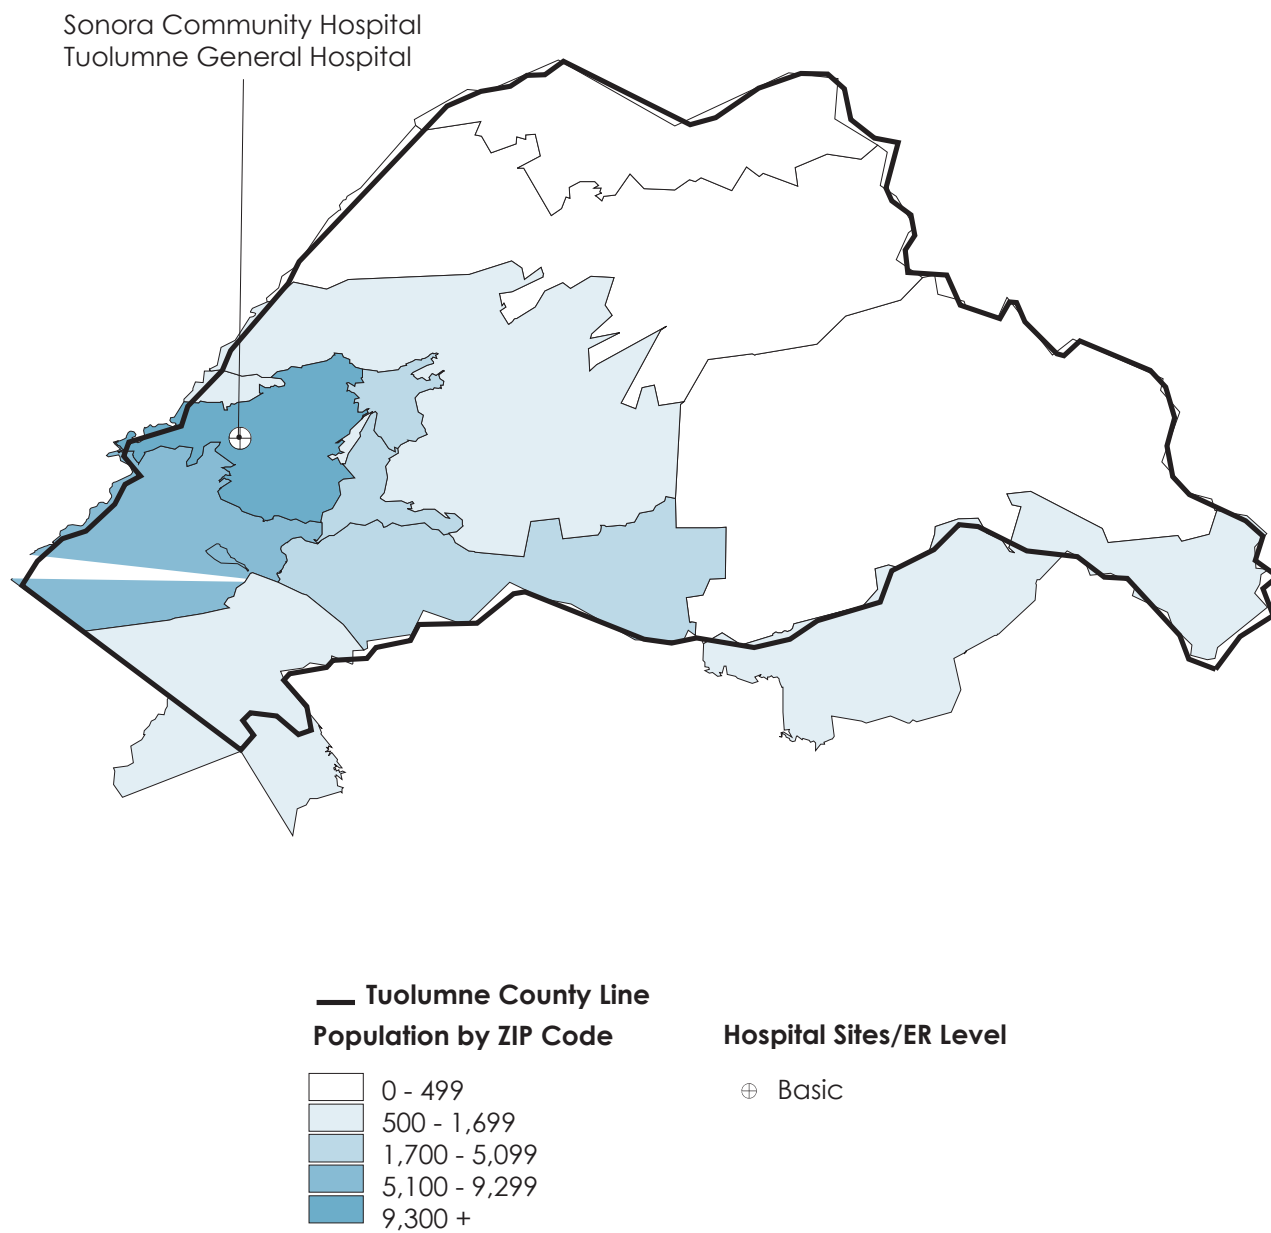 Sonora Community Hospital
Tuolumne General Hospital
Tuolumne County Line
Population by ZIP Code
0 - 499
500 - 1,699
1,700 - 5,099
5,100 - 9,299
9,300 +
Hospital Sites/ER Level
Basic